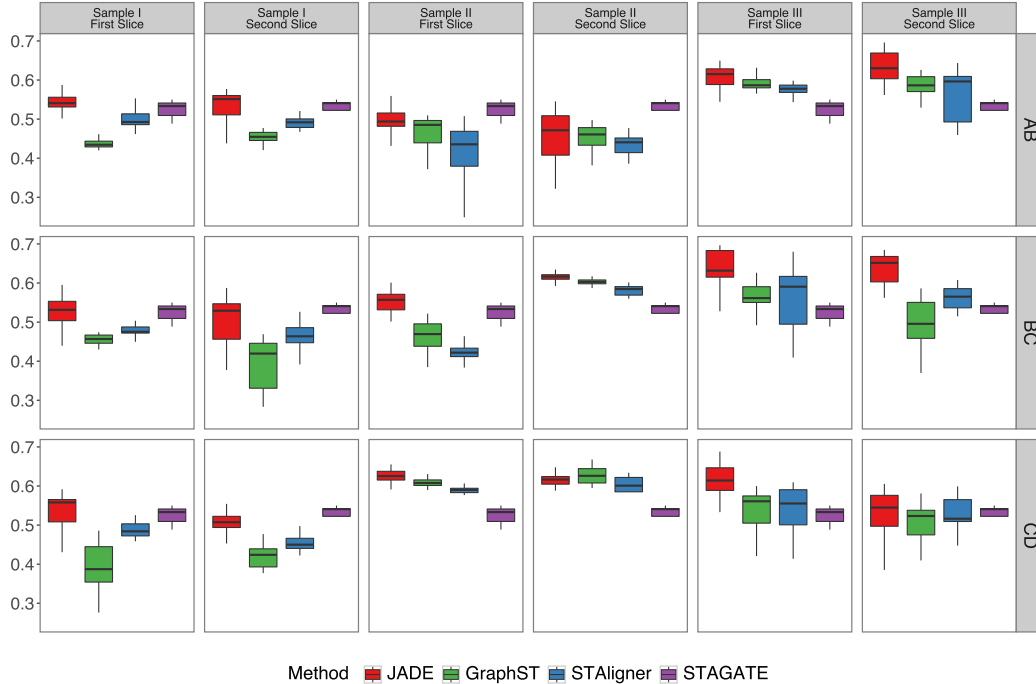 Sample I
First Slice
Sample I
Second Slice
Sample II
First Slice
Sample II
Second Slice
Sample III
First Slice
Sample III
Second Slice
0.7
0.6
0.5
0.4
0.3
AB
0.7
0.6
0.5
0.4
0.3
BC
0.7
0.6
0.5
0.4
0.3
CD
Method JADE GraphST STAligner STAGATE